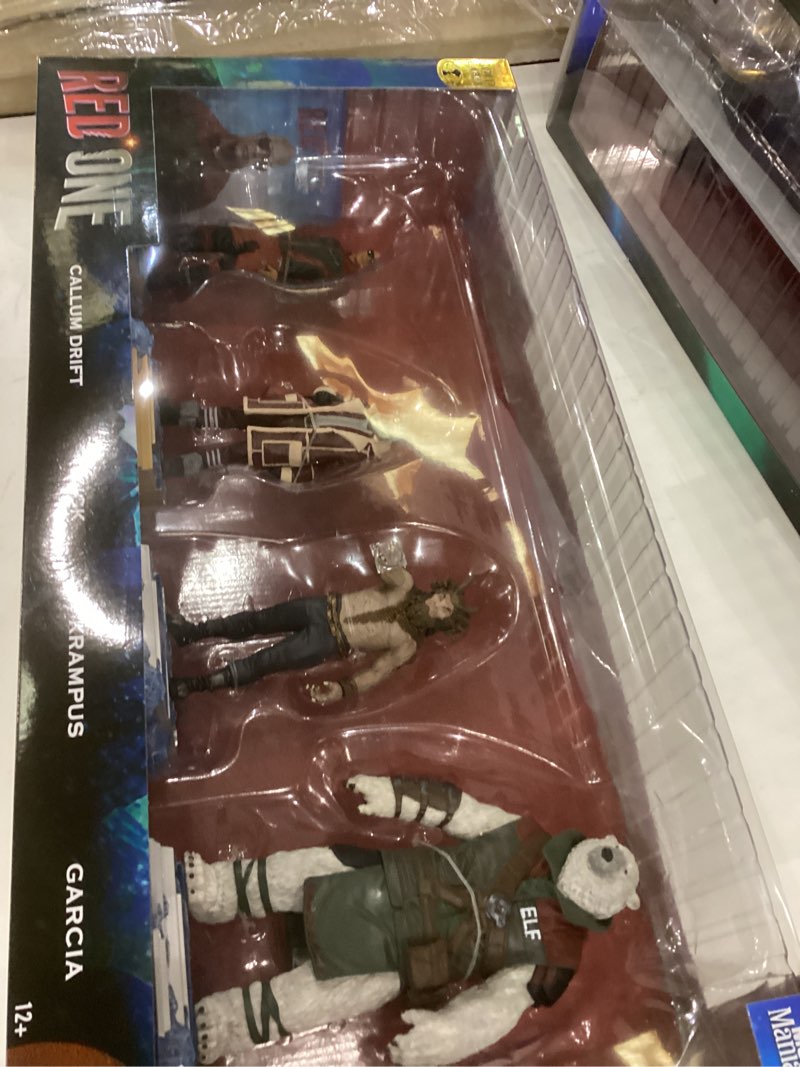 RED ONE
CALLUM DRIFT
KRAMPUS
GARCIA
12+
ELF